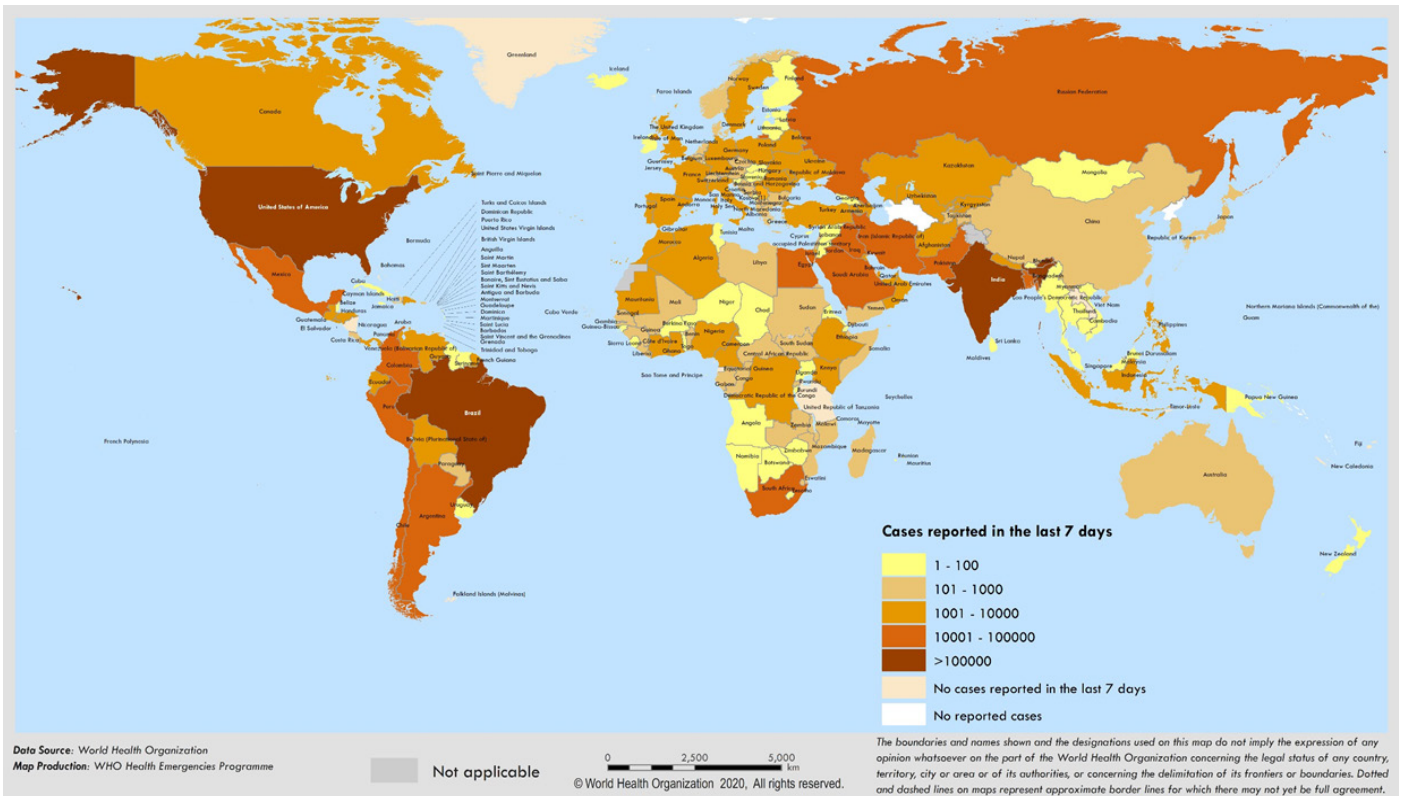 Greenland
Iceland
Faroe Islands
Norway
Sweden
Finland
Russian Federation
Canada
Estonia
Latvia
Lithuania
Denmark
The United Kingdom
Ireland
Isle of Man
Netherlands
Belarus
Poland
Germany
Guernsey
Jersey
Belgium
Luxembourg
Ukraine
Kazakhstan
Mongolia
France
Switzerland
Liechtenstein
Austria
Hungary
Republic of Moldova
Romania
Saint Pierre and Miquelon
United States of America
Bosnia and Herzegovina
Bulgaria
Uzbekistan
Kyrgyzstan
Portugal
Spain
Andorra
Monaco
Italy
Holy See
North Macedonia
Albania
Georgia
Azerbaijan
Armenia
Turkey
Greece
Tajikistan
China
Japan
Republic of Korea
Gibraltar
Malta
Tunisia
Cyprus
Syrian Arab Republic
Lebanon
occupied Palestinian territory
Israel
Jordan
Iraq
Iran (Islamic Republic of)
Kuwait
Afghanistan
Pakistan
Nepal
Bhutan
Bangladesh
Turks and Caicos Islands
Dominican Republic
Puerto Rico
United States Virgin Islands
British Virgin Islands
Anguilla
Saint Martin
Sint Maarten
Saint Barthélemy
Bonaire, Sint Eustatius and Saba
Saint Kitts and Nevis
Antigua and Barbuda
Montserrat
Guadeloupe
Dominica
Martinique
Saint Lucia
Barbados
Saint Vincent and the Grenadines
Grenada
Trinidad and Tobago
Bermuda
Bahamas
Mexico
Cuba
Cayman Islands
Haiti
Belize
Jamaica
Honduras
Guatemala
El Salvador
Nicaragua
Aruba
Costa Rica
Panama
Venezuela (Bolivarian Republic of)
Guyana
Suriname
French Guiana
Colombia
Ecuador
Peru
Brazil
Bolivia (Plurinational State of)
Paraguay
Uruguay
Argentina
Chile
Falkland Islands (Malvinas)
French Polynesia
Cabo Verde
Morocco
Algeria
Libya
Egypt
Saudi Arabia
Bahrain
Qatar
United Arab Emirates
Oman
Yemen
Mauritania
Mali
Niger
Chad
Sudan
Eritrea
Djibouti
Senegal
Gambia
Guinea-Bissau
Guinea
Sierra Leone
Liberia
Côte d'Ivoire
Burkina Faso
Ghana
Togo
Benin
Nigeria
Cameroon
Central African Republic
South Sudan
Ethiopia
Somalia
Equatorial Guinea
Sao Tome and Principe
Gabon
Congo
Democratic Republic of the Congo
Uganda
Kenya
Rwanda
Burundi
United Republic of Tanzania
Seychelles
Comoros
Mayotte
Angola
Zambia
Malawi
Mozambique
Madagascar
Réunion
Mauritius
Namibia
Zimbabwe
Botswana
Eswatini
South Africa
Lesotho
India
Myanmar
Lao People's Democratic Republic
Viet Nam
Thailand
Cambodia
Philippines
Sri Lanka
Maldives
Brunei Darussalam
Malaysia
Singapore
Indonesia
Timor-Leste
Papua New Guinea
Northern Mariana Islands (Commonwealth of the)
Guam
Fiji
New Caledonia
Australia
New Zealand
Cases reported in the last 7 days
1 - 100
101 - 1000
1001 - 10000
10001 - 100000
>100000
No cases reported in the last 7 days
No reported cases
Data Source: World Health Organization
Map Production: WHO Health Emergencies Programme
Not applicable
0 2,500 5,000
km
© World Health Organization 2020, All rights reserved.
The boundaries and names shown and the designations used on this map do not imply the expression of any
opinion whatsoever on the part of the World Health Organization concerning the legal status of any country,
territory, city or area or of its authorities, or concerning the delimitation of its frontiers or boundaries. Dotted
and dashed lines on maps represent approximate border lines for which there may not yet be full agreement.